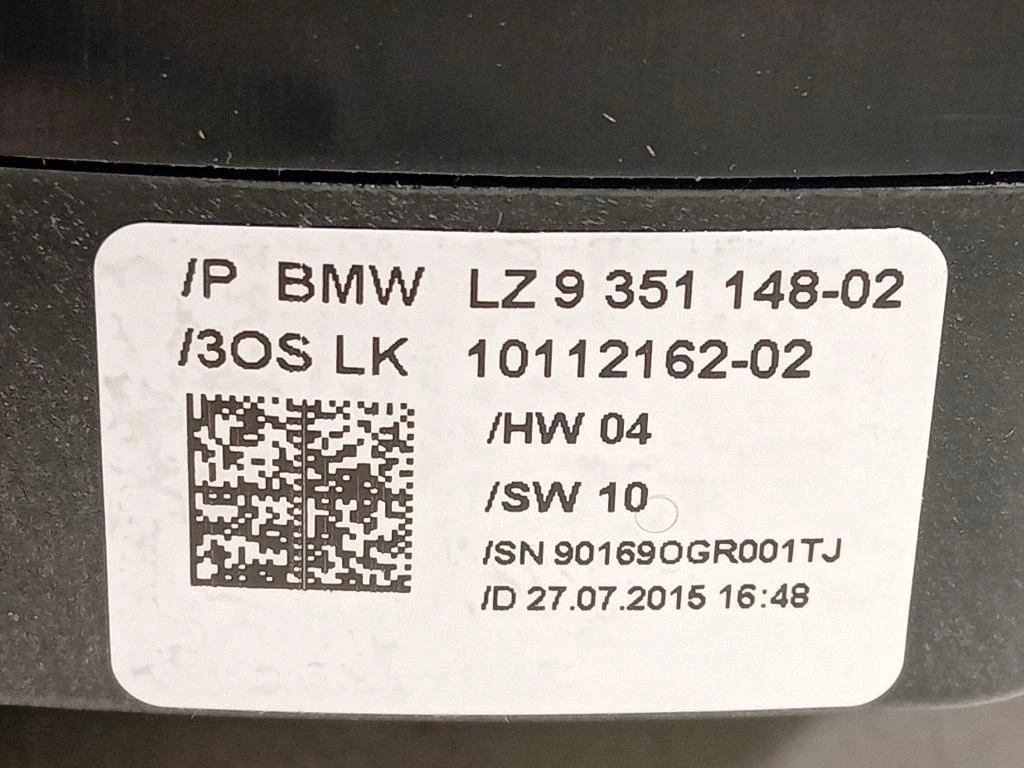 /P BMW LZ 9 351 148-02
/3OS LK 10112162-02
/HW 04
/SW 10
/SN 90169OGR001TJ
/D 27.07.2015 16:48